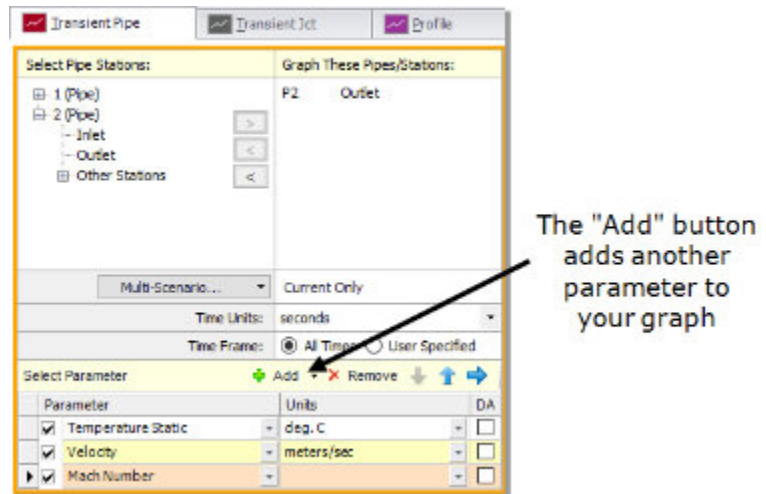 Transient Pipe Transient Jct Profile
Select Pipe Stations: Graph These Pipes/Stations:
1 (Pipe) P2 Outlet
2 (Pipe)
Inlet >
Outlet <
Other Stations <
The "Add" button
adds another
parameter to
your graph
Multi-Scenario... Current Only
Time Units: seconds
Time Frame: All Times User Specified
Select Parameter Add Remove
Parameter Units DA
Temperature Static deg. C
Velocity meters/sec
Mach Number